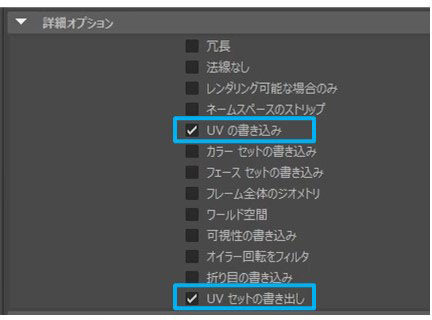 詳細オプション
冗長
法線なし
レンダリング可能な場合のみ
ネームスペースのストリップ
UV の書き込み
カラー セットの書き込み
フェース セットの書き込み
フレーム全体のジオメトリ
ワールド空間
可視性の書き込み
オイラー回転をフィルタ
折り目の書き込み
UV セットの書き出し